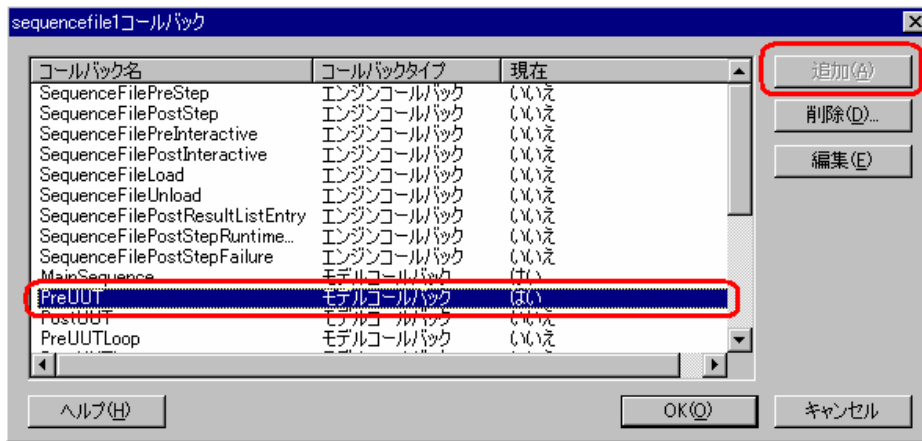 sequencefile1コールバック
コールバック名 コールバックタイプ 現在
SequenceFilePreStep エンジンコールバック いいえ
SequenceFilePostStep エンジンコールバック いいえ
SequenceFilePreInteractive エンジンコールバック いいえ
SequenceFilePostInteractive エンジンコールバック いいえ
SequenceFileLoad エンジンコールバック いいえ
SequenceFileUnload エンジンコールバック いいえ
SequenceFilePostResultListEntry エンジンコールバック いいえ
SequenceFilePostStepRuntime... エンジンコールバック いいえ
SequenceFilePostStepFailure エンジンコールバック いいえ
MainSequence モデルコールバック はい
PreUUT モデルコールバック はい
PostUUT モデルコールバック いいえ
PreUUTLoop モデルコールバック いいえ
追加(A)
削除(D)...
編集(E)
ヘルプ(H)
OK(O)
キャンセル